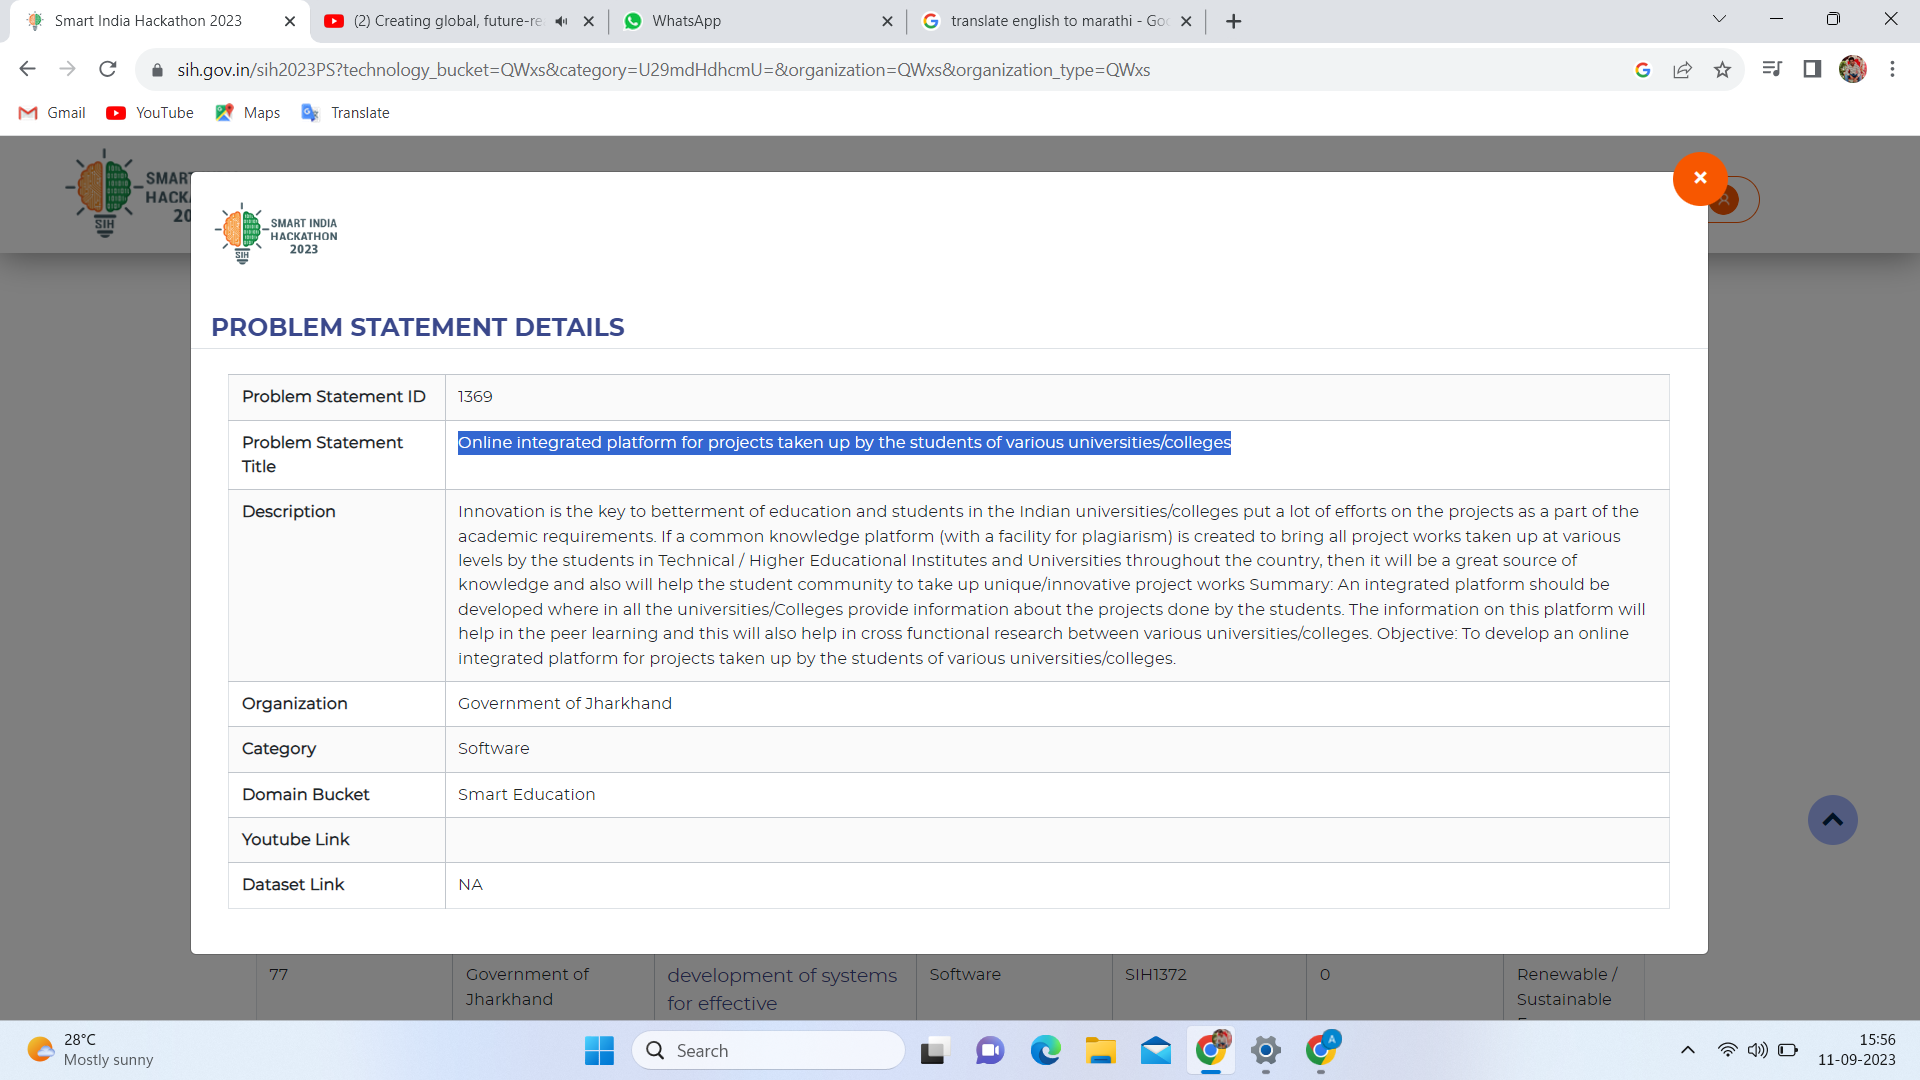 Smart India Hackathon 2023
(2) Creating global, future-re
WhatsApp
translate english to marathi - Goo
sih.gov.in/sih2023PS?technology_bucket=QWxs&category=U29mdHdhcmU=&organization=QWxs&organization_type=QWxs
Gmail
YouTube
Maps
Translate
SMART
HACKA
20
SIH
SMART INDIA
HACKATHON
2023
SIH
PROBLEM STATEMENT DETAILS
Problem Statement ID
1369
Problem Statement
Title
Online integrated platform for projects taken up by the students of various universities/colleges
Description
Innovation is the key to betterment of education and students in the Indian universities/colleges put a lot of efforts on the projects as a part of the
academic requirements. If a common knowledge platform (with a facility for plagiarism) is created to bring all project works taken up at various
levels by the students in Technical / Higher Educational Institutes and Universities throughout the country, then it will be a great source of
knowledge and also will help the student community to take up unique/innovative project works Summary: An integrated platform should be
developed where in all the universities/Colleges provide information about the projects done by the students. The information on this platform will
help in the peer learning and this will also help in cross functional research between various universities/colleges. Objective: To develop an online
integrated platform for projects taken up by the students of various universities/colleges.
Organization
Government of Jharkhand
Category
Software
Domain Bucket
Smart Education
Youtube Link
Dataset Link
NA
77
Government of
Jharkhand
development of systems
for effective
Software
SIH1372
0
Renewable /
Sustainable
28°C
Mostly sunny
Search
A
15:56
11-09-2023